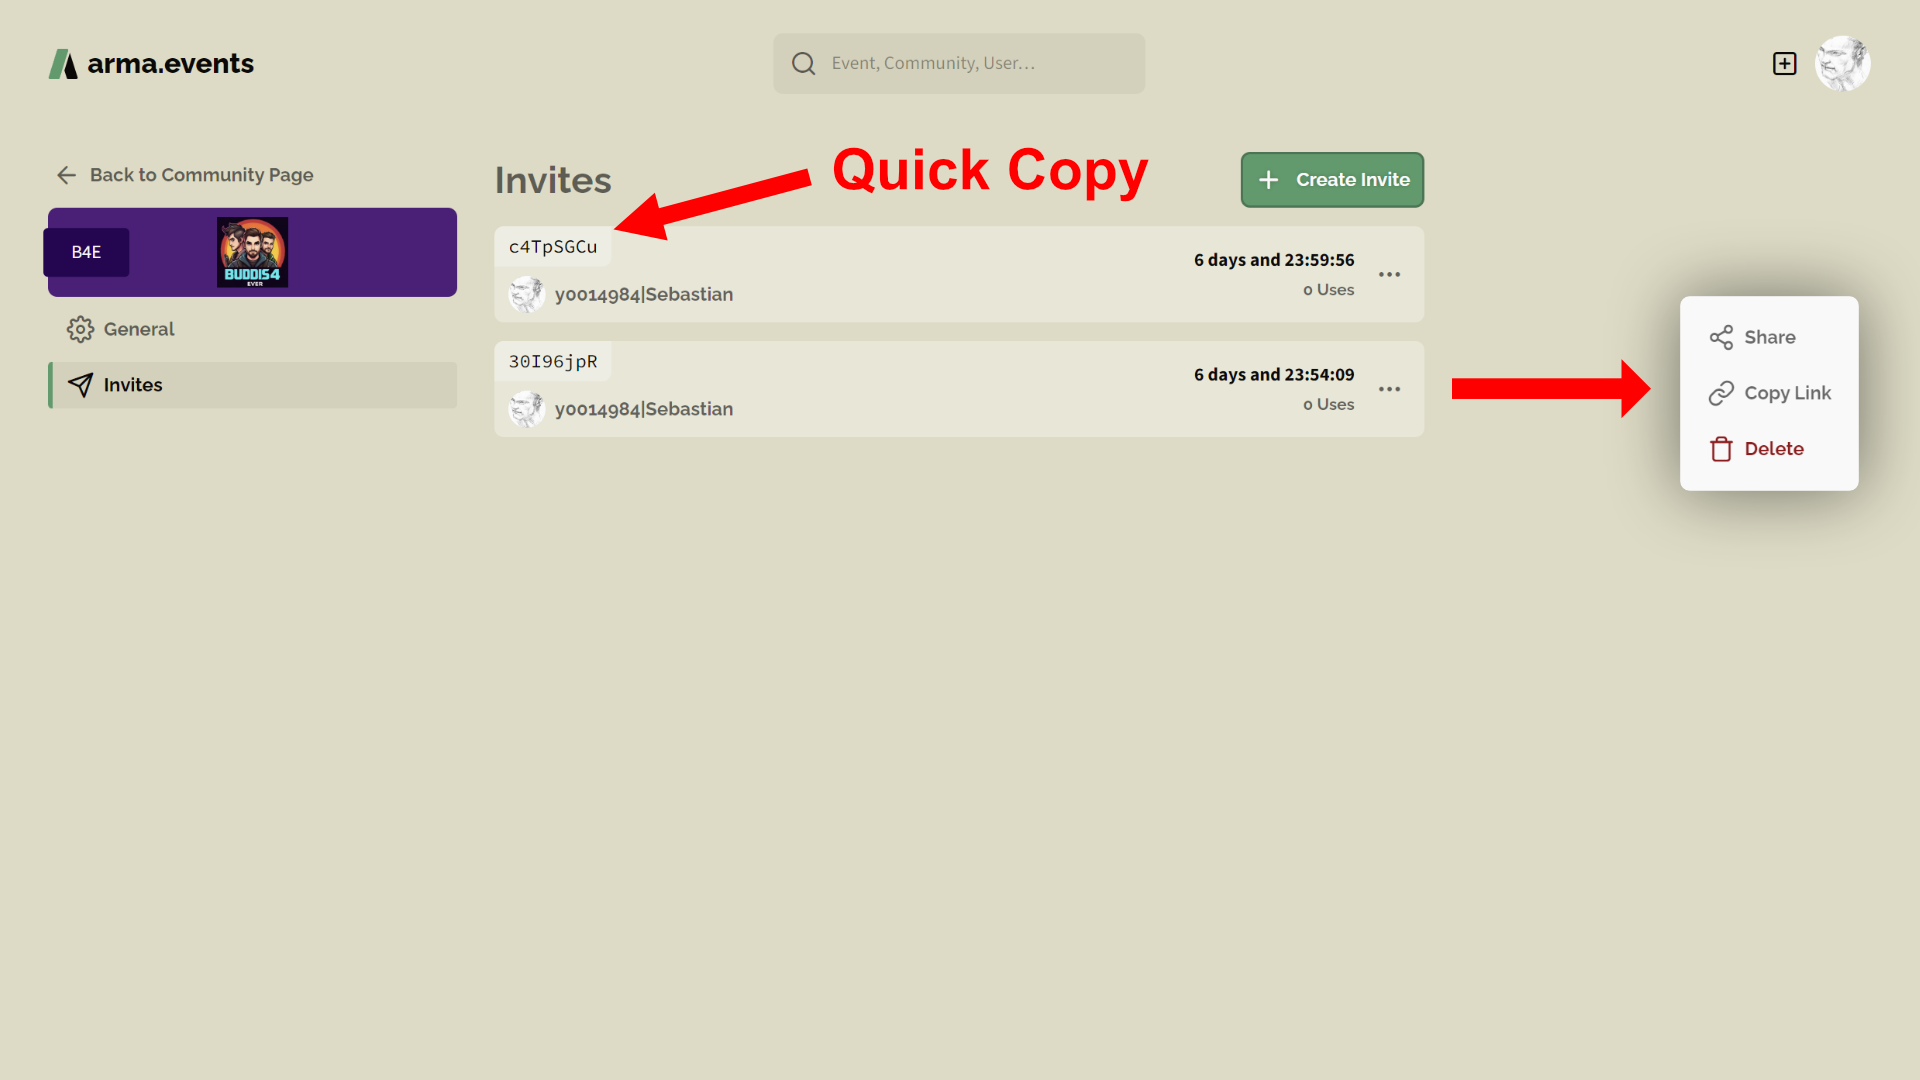 arma.events
Event, Community, User…
Back to Community Page
B4E
BUDDIS4
EVER
General
Invites
Invites
Quick Copy
Create Invite
c4TpSGCu
y0014984|Sebastian
6 days and 23:59:56
0 Uses
30I96jpR
y0014984|Sebastian
6 days and 23:54:09
0 Uses
Share
Copy Link
Delete